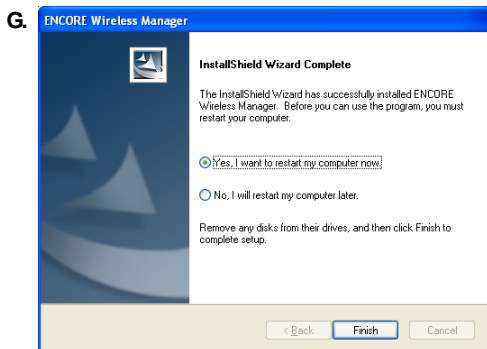 G.
ENCORE Wireless Manager
InstallShield Wizard Complete
The InstallShield Wizard has successfully installed ENCORE
Wireless Manager.  Before you can use the program, you must
restart your computer.
Yes, I want to restart my computer now.
No, I will restart my computer later.
Remove any disks from their drives, and then click Finish to
complete setup.
< Back
Finish
Cancel